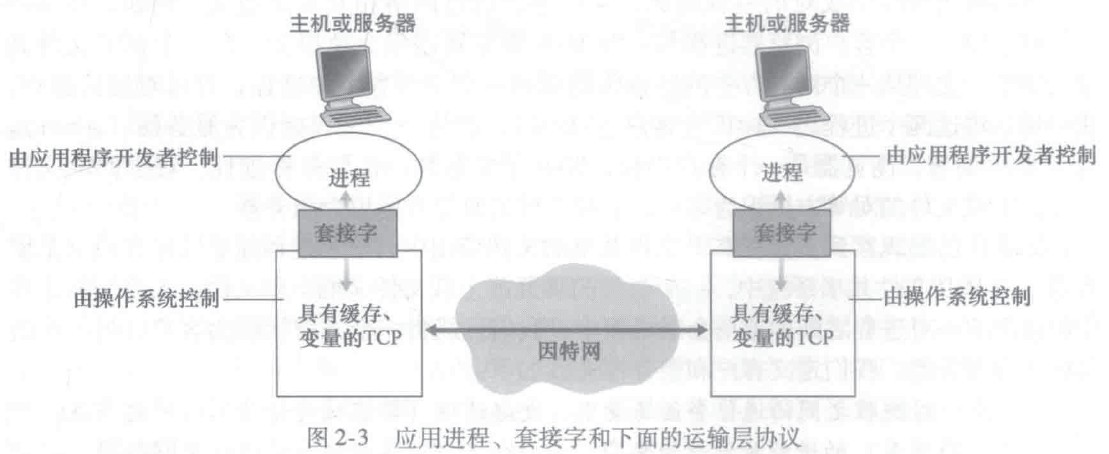 主机或服务器
主机或服务器
由应用程序开发者控制
进程
进程
由应用程序开发者控制
套接字
套接字
由操作系统控制
由操作系统控制
具有缓存、
变量的TCP
因特网
具有缓存、
变量的TCP
图 2-3 应用进程、套接字和下面的运输层协议